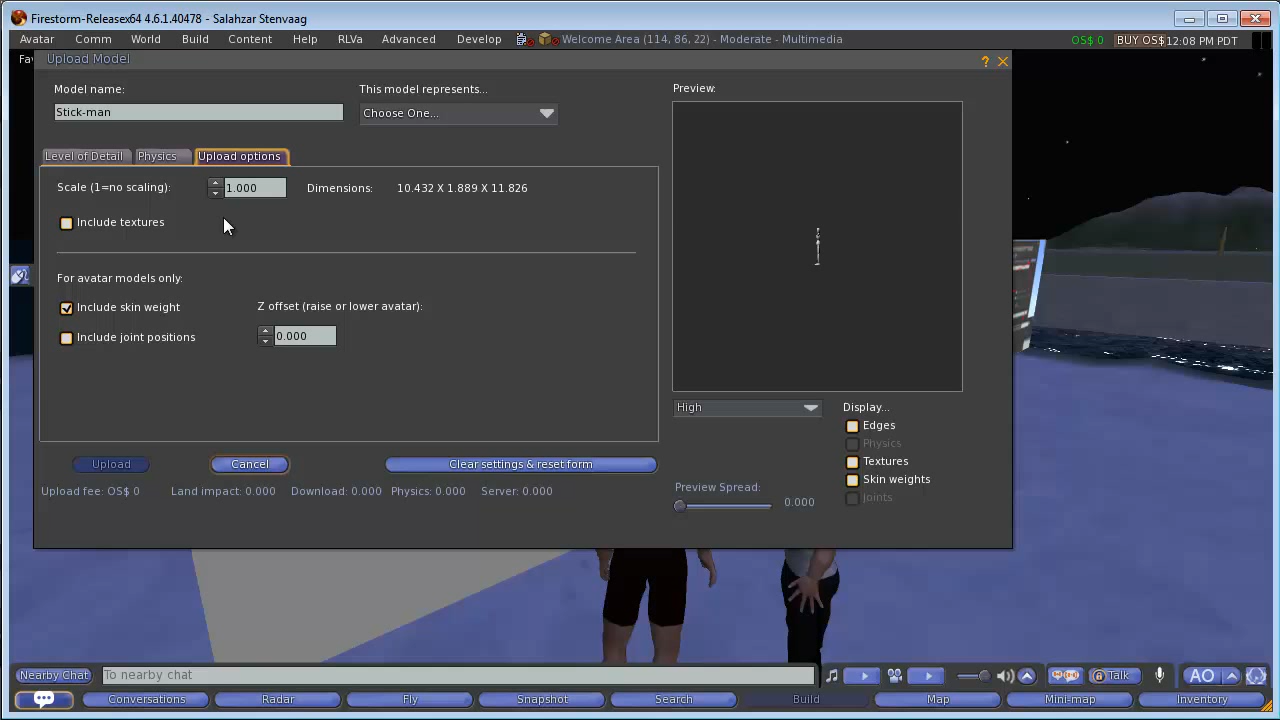 Firestorm-Releasex64 4.6.1.40478 - Salahzar Stenvaag
Avatar Comm World Build Content Help RLVa Advanced Develop Welcome Area (114, 86, 22) - Moderate - Multimedia OS$ 0 BUY OS$ 12:08 PM PDT
Fav
Upload Model
? ×
Model name:
This model represents...
Preview:
Stick-man
Choose One...
Level of Detail Physics Upload options
Scale (1=no scaling): 1.000 Dimensions: 10.432 X 1.889 X 11.826
Include textures
For avatar models only:
Include skin weight Z offset (raise or lower avatar):
Include joint positions 0.000
High
Display...
Edges
Physics
Textures
Skin weights
Joints
Upload Cancel Clear settings & reset form
Upload fee: OS$ 0 Land impact: 0.000 Download: 0.000 Physics: 0.000 Server: 0.000
Preview Spread: 0.000
Nearby Chat To nearby chat Talk AO
Conversations Radar Fly Snapshot Search Build Map Mini-map Inventory